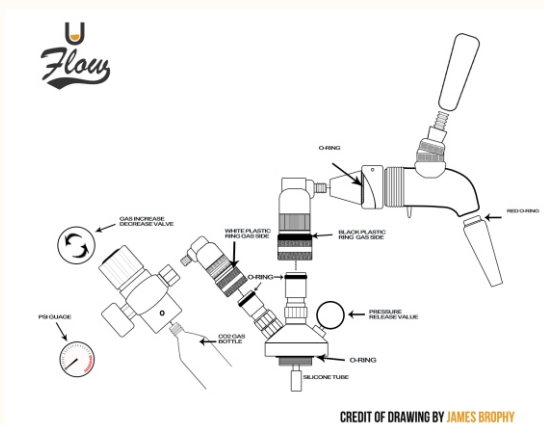 U
Flow
O-RING
RED O-RING
GAS INCREASE
DECREASE VALVE
WHITE PLASTIC
RING GAS SIDE
BLACK PLASTIC
RING GAS SIDE
O-RING
PSI GUAGE
CO2 GAS
BOTTLE
PRESSURE
RELEASE VALUE
O-RING
SILICONE TUBE
CREDIT OF DRAWING BY JAMES BROPHY